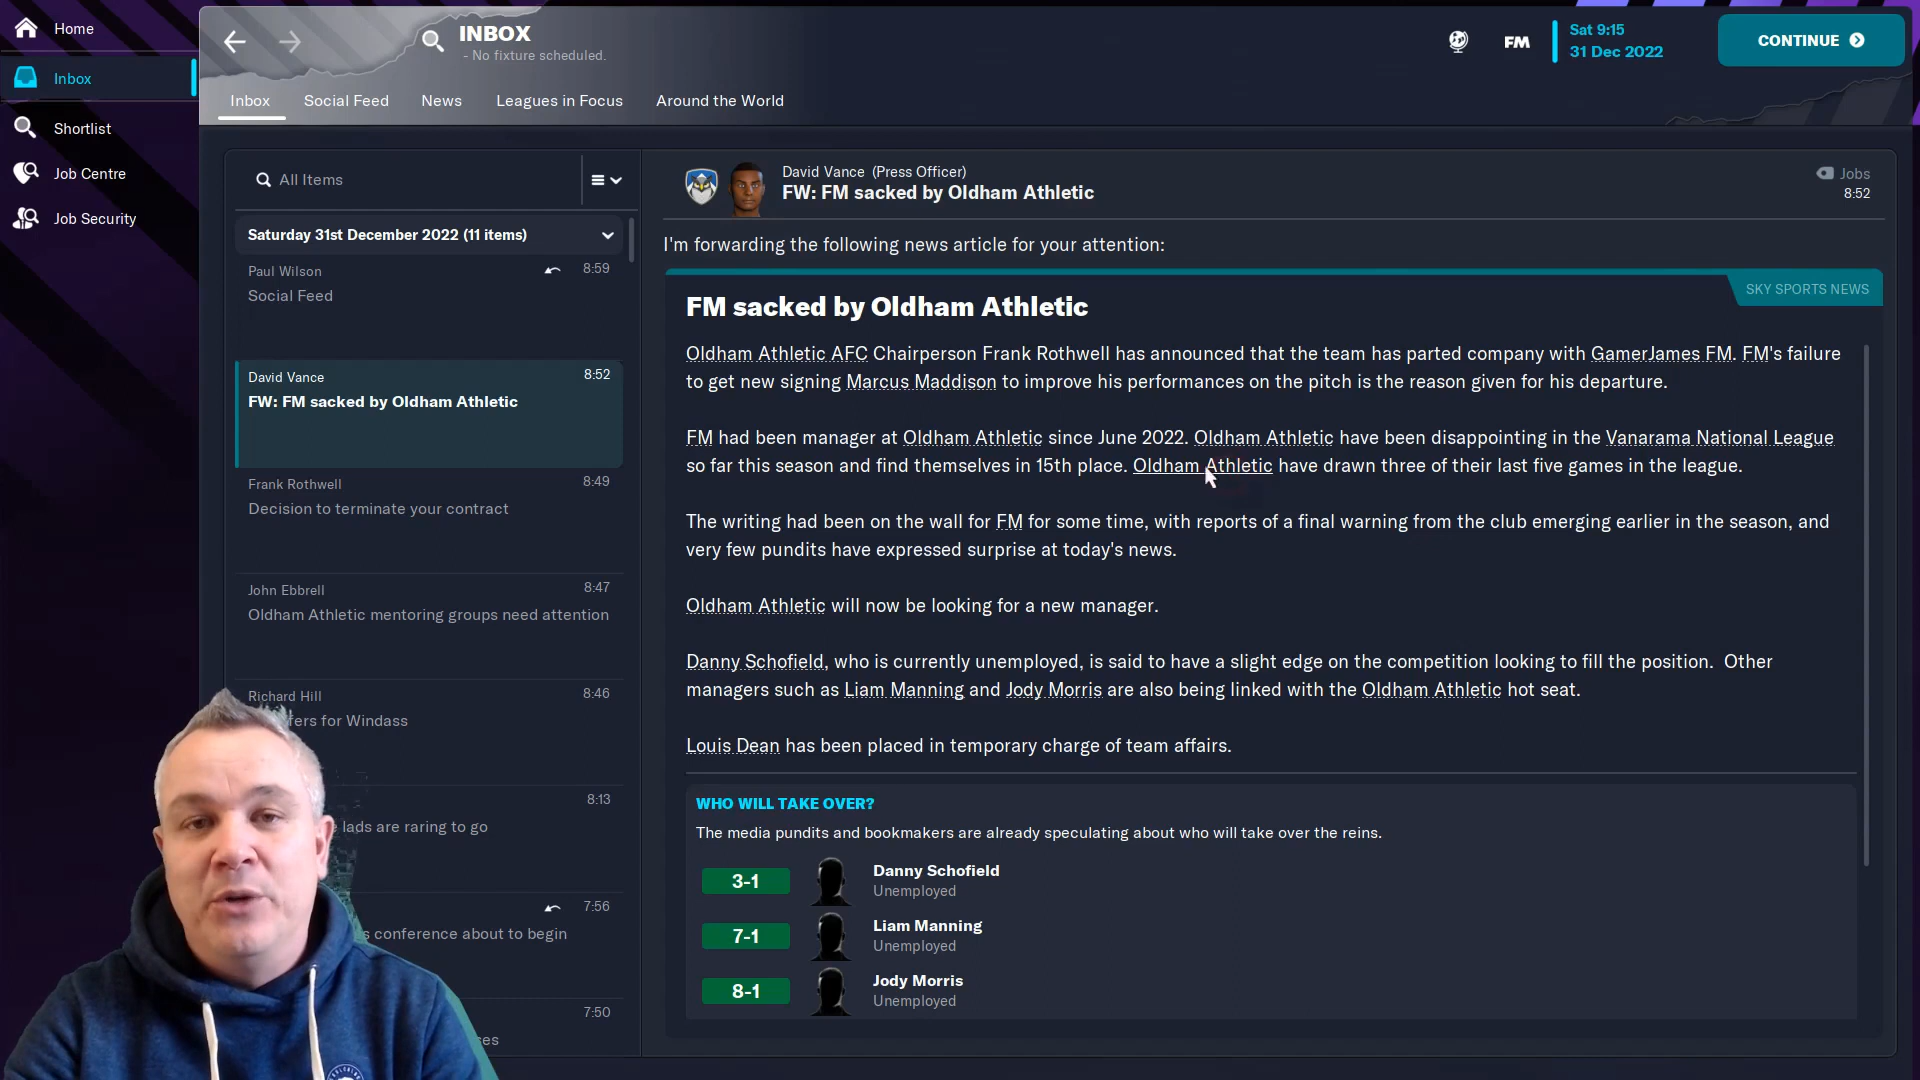 Home
Inbox
Shortlist
Job Centre
Job Security
INBOX
- No fixture scheduled.
FM
Sat 9:15
31 Dec 2022
CONTINUE
Inbox
Social Feed
News
Leagues in Focus
Around the World
All Items
Saturday 31st December 2022 (11 items)
Paul Wilson
8:59
Social Feed
David Vance
8:52
FW: FM sacked by Oldham Athletic
Frank Rothwell
8:49
Decision to terminate your contract
John Ebbrell
8:47
Oldham Athletic mentoring groups need attention
Richard Hill
8:46
for Windass
8:13
lads are raring to go
7:56
conference about to begin
7:50
David Vance (Press Officer)
FW: FM sacked by Oldham Athletic
Jobs
8:52
I'm forwarding the following news article for your attention:
SKY SPORTS NEWS
FM sacked by Oldham Athletic
Oldham Athletic AFC Chairperson Frank Rothwell has announced that the team has parted company with GamerJames FM. FM's failure
to get new signing Marcus Maddison to improve his performances on the pitch is the reason given for his departure.
FM had been manager at Oldham Athletic since June 2022. Oldham Athletic have been disappointing in the Vanarama National League
so far this season and find themselves in 15th place. Oldham Athletic have drawn three of their last five games in the league.
The writing had been on the wall for FM for some time, with reports of a final warning from the club emerging earlier in the season, and
very few pundits have expressed surprise at today's news.
Oldham Athletic will now be looking for a new manager.
Danny Schofield, who is currently unemployed, is said to have a slight edge on the competition looking to fill the position. Other
managers such as Liam Manning and Jody Morris are also being linked with the Oldham Athletic hot seat.
Louis Dean has been placed in temporary charge of team affairs.
WHO WILL TAKE OVER?
The media pundits and bookmakers are already speculating about who will take over the reins.
3-1
Danny Schofield
Unemployed
7-1
Liam Manning
Unemployed
8-1
Jody Morris
Unemployed